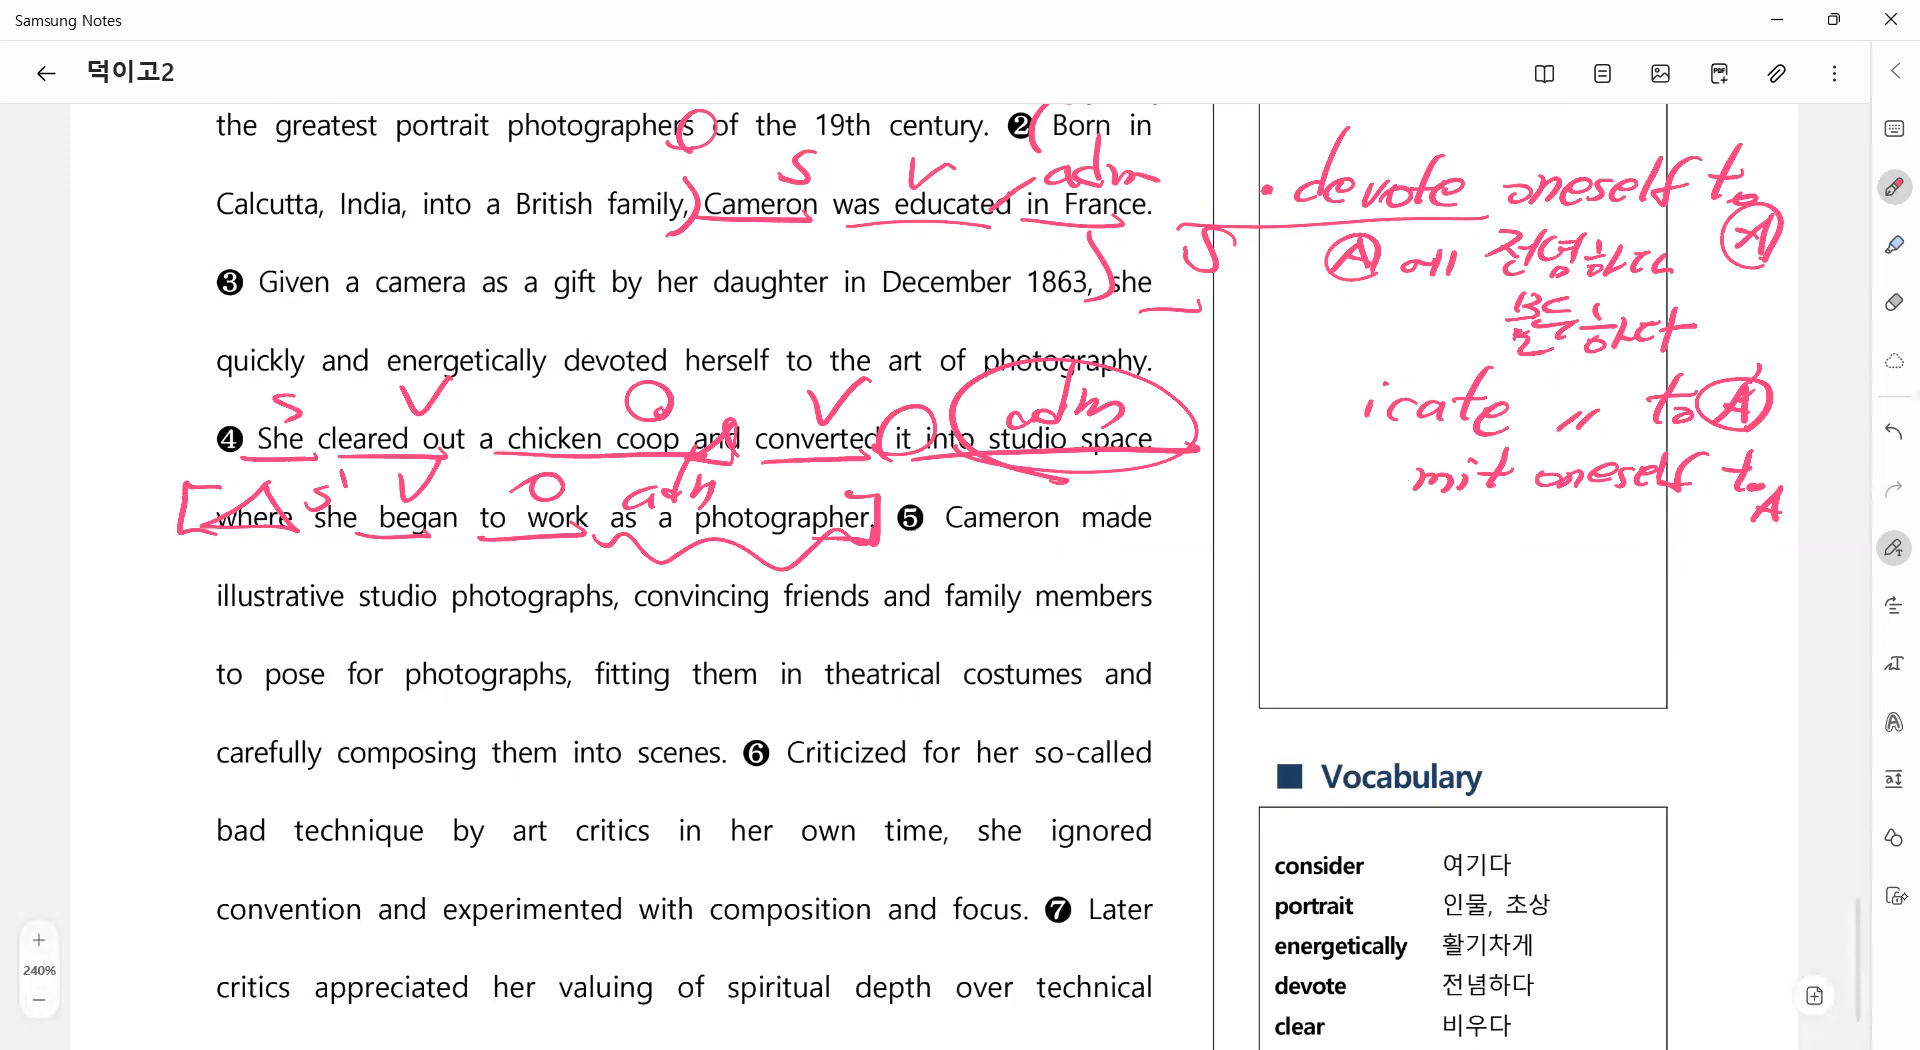 Samsung Notes
덕이고2
the greatest portrait photographers of the 19th century. ❷ Born in
S V adm
Calcutta, India, into a British family, Cameron was educated in France.
❸ Given a camera as a gift by her daughter in December 1863, she
S
quickly and energetically devoted herself to the art of photography.
S V O V adm
❹ She cleared out a chicken coop and converted it into studio space
S' V O adm
where she began to work as a photographer. ❺ Cameron made
illustrative studio photographs, convincing friends and family members
to pose for photographs, fitting them in theatrical costumes and
carefully composing them into scenes. ❻ Criticized for her so-called
bad technique by art critics in her own time, she ignored
convention and experimented with composition and focus. ❼ Later
critics appreciated her valuing of spiritual depth over technical
• devote oneself to A
A 에 전념하다
icate 〃 to A
mit oneself to A
Vocabulary
consider 여기다
portrait 인물, 초상
energetically 활기차게
devote 전념하다
clear 비우다
240%